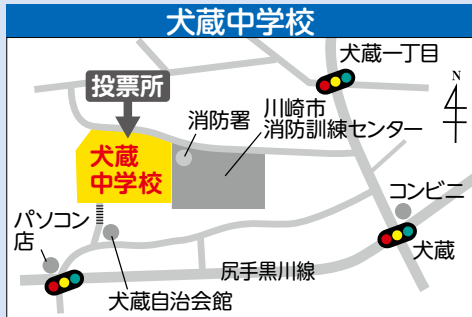 犬蔵中学校
犬蔵一丁目
N
投票所
消防署
川崎市
消防訓練センター
犬蔵
中学校
コンビニ
パソコン
店
犬蔵
尻手黒川線
犬蔵自治会館